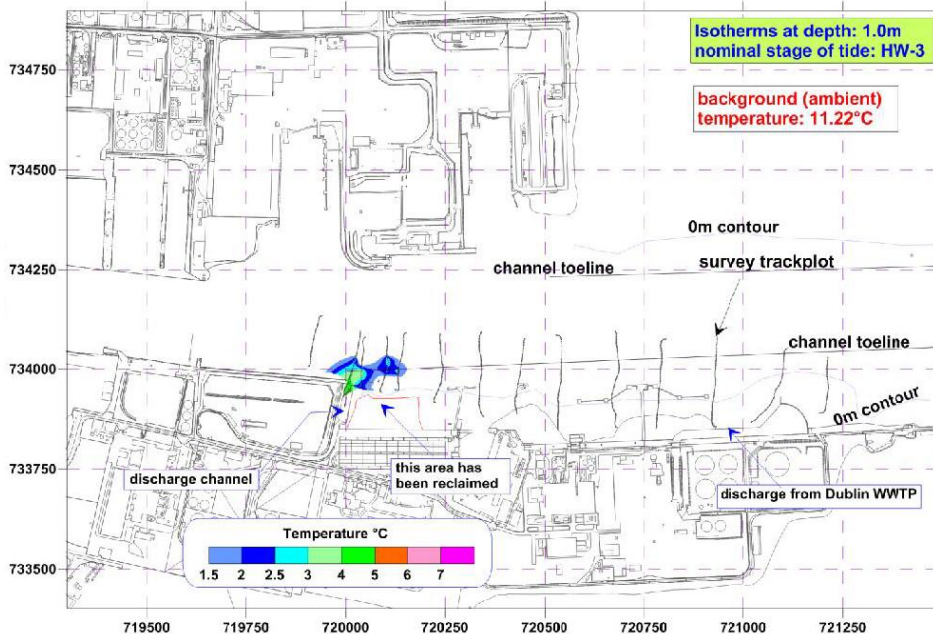 Isotherms at depth: 1.0m
nominal stage of tide: HW-3
background (ambient)
temperature: 11.22°C
734750
734500
734250
734000
733750
733500
0m contour
channel toeline
survey trackplot
channel toeline
0m contour
discharge channel
this area has
been reclaimed
discharge from Dublin WWTP
Temperature °C
1.5 2 2.5 3 4 5 6 7
719500 719750 720000 720250 720500 720750 721000 721250